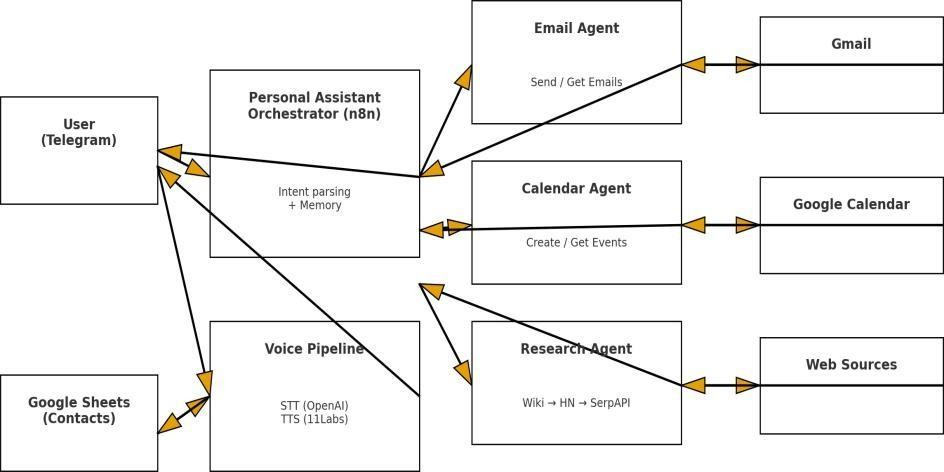 Email Agent
Send / Get Emails
Gmail
User
(Telegram)
Personal Assistant
Orchestrator (n8n)
Intent parsing
+ Memory
Calendar Agent
Create / Get Events
Google Calendar
Google Sheets
(Contacts)
Voice Pipeline
STT (OpenAI)
TTS (11Labs)
Research Agent
Wiki → HN → SerpAPI
Web Sources